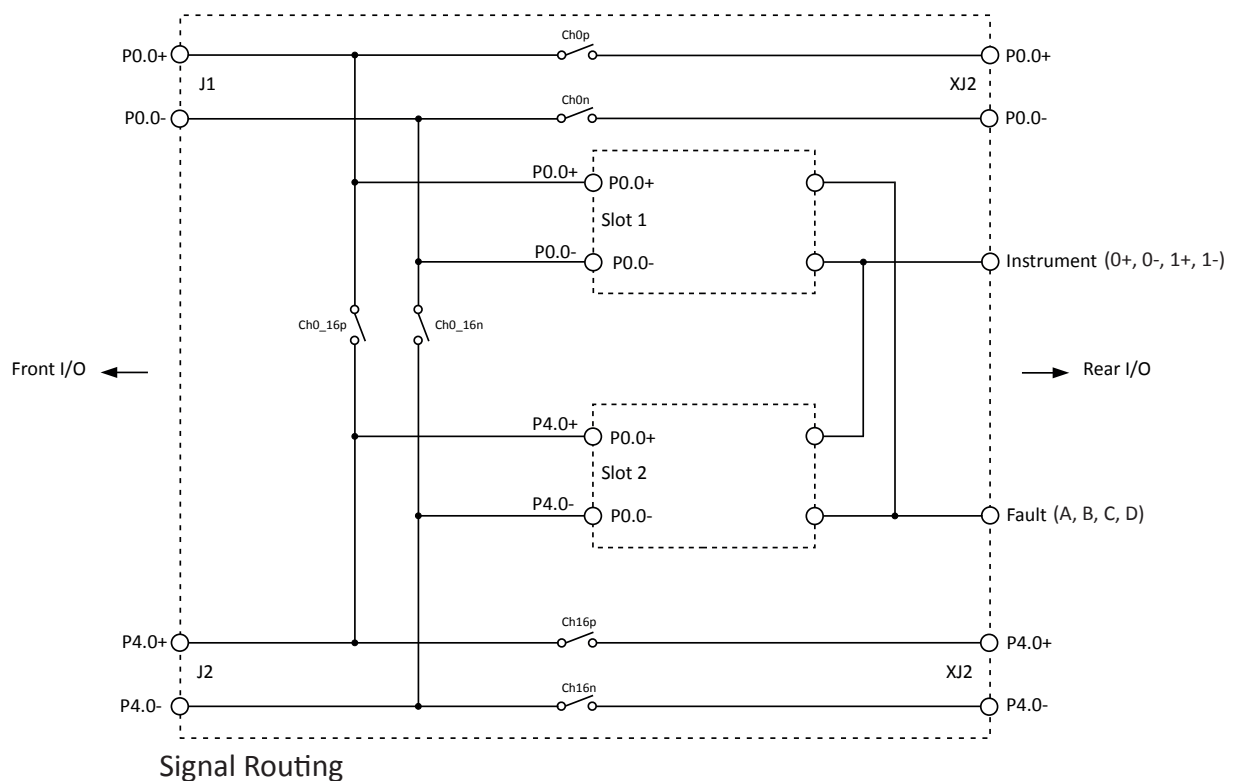 Ch0p
P0.0+ P0.0+
J1 XJ2
Ch0n
P0.0- P0.0-
P0.0+ P0.0+
Slot 1
P0.0- P0.0-
Instrument (0+, 0-, 1+, 1-)
Ch0_16p Ch0_16n
Front I/O Rear I/O
P4.0+ P0.0+
Slot 2
P4.0- P0.0-
Fault (A, B, C, D)
Ch16p
P4.0+ P4.0+
J2 XJ2
Ch16n
P4.0- P4.0-
Signal Routing